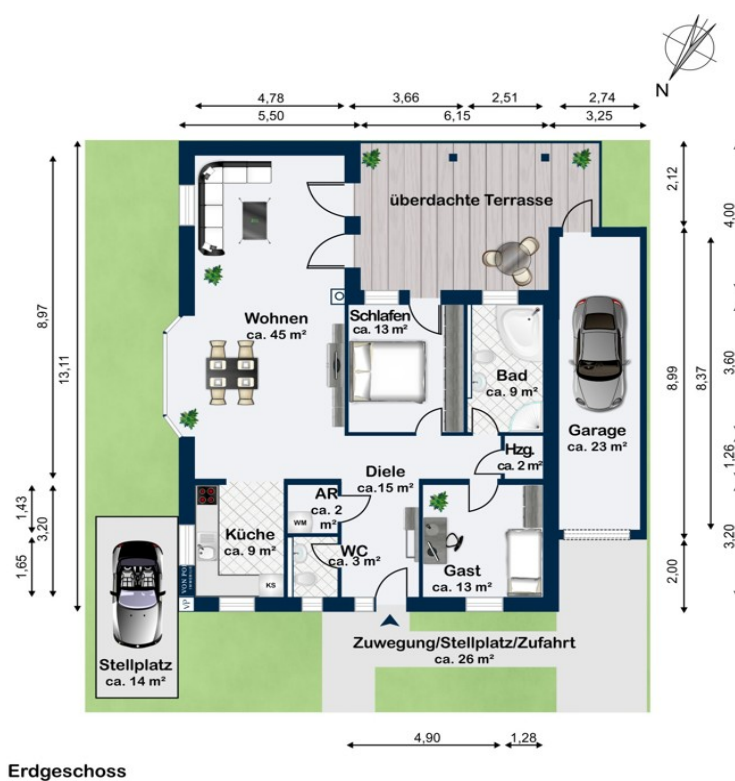 N
4,78
3,66
2,51
2,74
5,50
6,15
3,25
2,12
4,00
überdachte Terrasse
Wohnen
ca. 45 m²
Schlafen
ca. 13 m²
8,97
13,11
3,60
8,99
8,37
Bad
ca. 9 m²
Garage
ca. 23 m²
Hzg.
ca. 2 m²
1,26
Diele
ca.15 m²
AR
ca. 2
m²
WM
1,43
3,20
Küche
ca. 9 m²
WC
ca. 3 m²
3,20
1,65
Gast
ca. 13 m²
2,00
KS
VP
Zuwegung/Stellplatz/Zufahrt
ca. 26 m²
Stellplatz
ca. 14 m²
4,90
1,28
Erdgeschoss